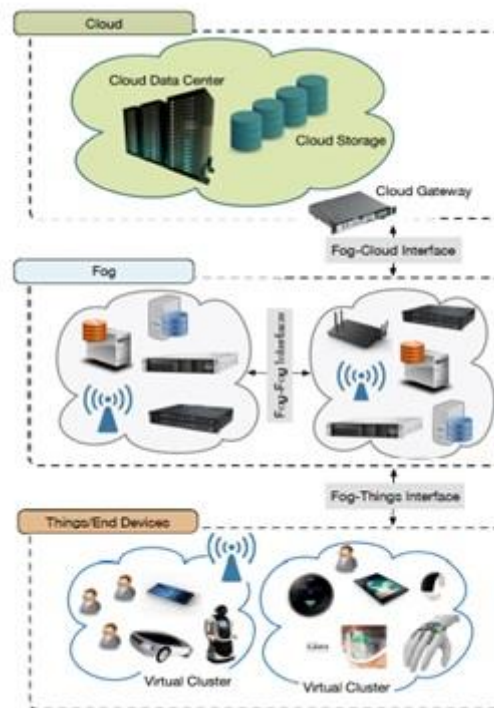 Cloud
Cloud Data Center
Cloud Storage
Cloud Gateway
Fog-Cloud Interface
Fog
Fog-Fog Interface
Fog-Things Interface
Things/End Devices
Virtual Cluster
Virtual Cluster